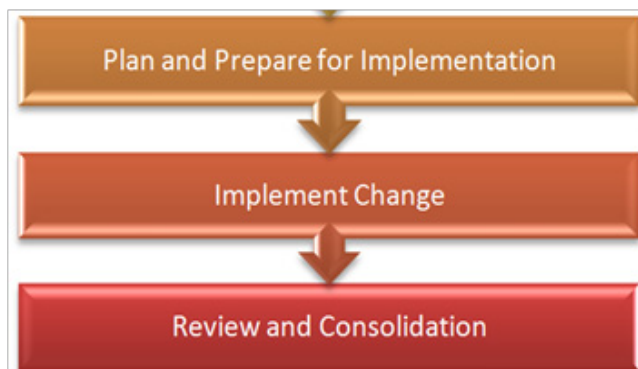 Plan and Prepare for Implementation
Implement Change
Review and Consolidation